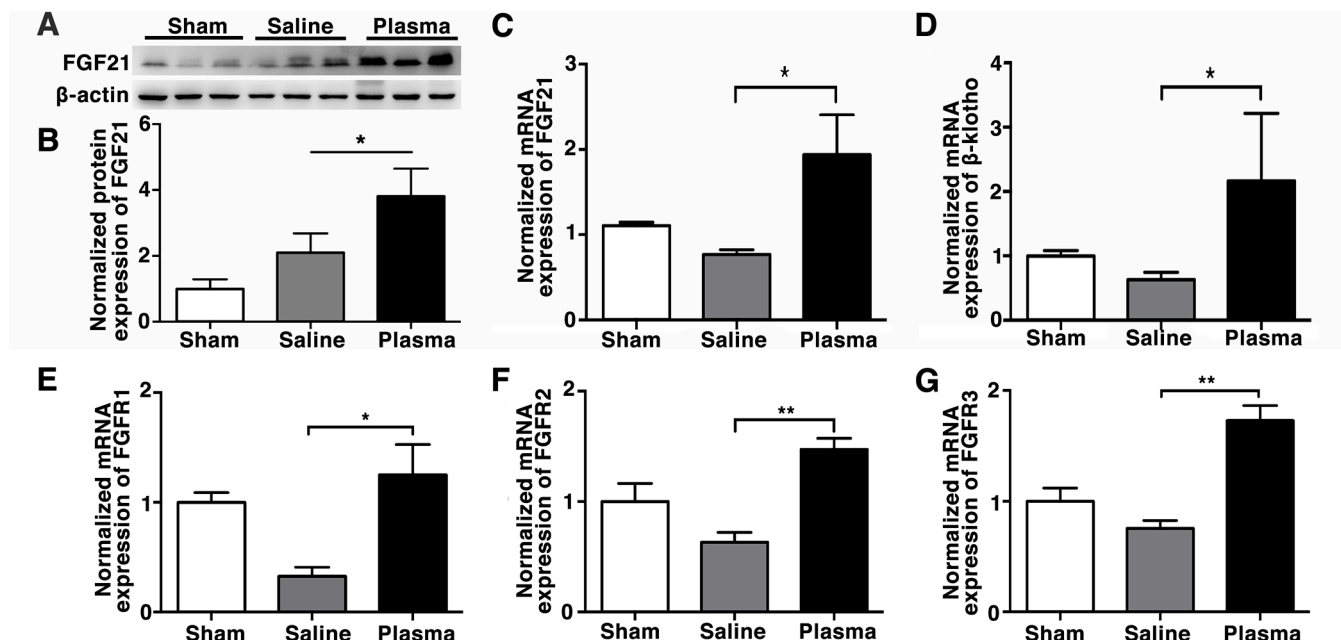 A
Sham Saline Plasma
FGF21
β-actin
B
Normalized protein
expression of FGF21
6
4
2
0
*
Sham Saline Plasma
C
Normalized mRNA
expression of FGF21
3
2
1
0
*
Sham Saline Plasma
D
Normalized mRNA
expression of β-klotho
4
3
2
1
0
*
Sham Saline Plasma
E
Normalized mRNA
expression of FGFR1
2
1
0
*
Sham Saline Plasma
F
Normalized mRNA
expression of FGFR2
2
1
0
**
Sham Saline Plasma
G
Normalized mRNA
expression of FGFR3
2
1
0
**
Sham Saline Plasma